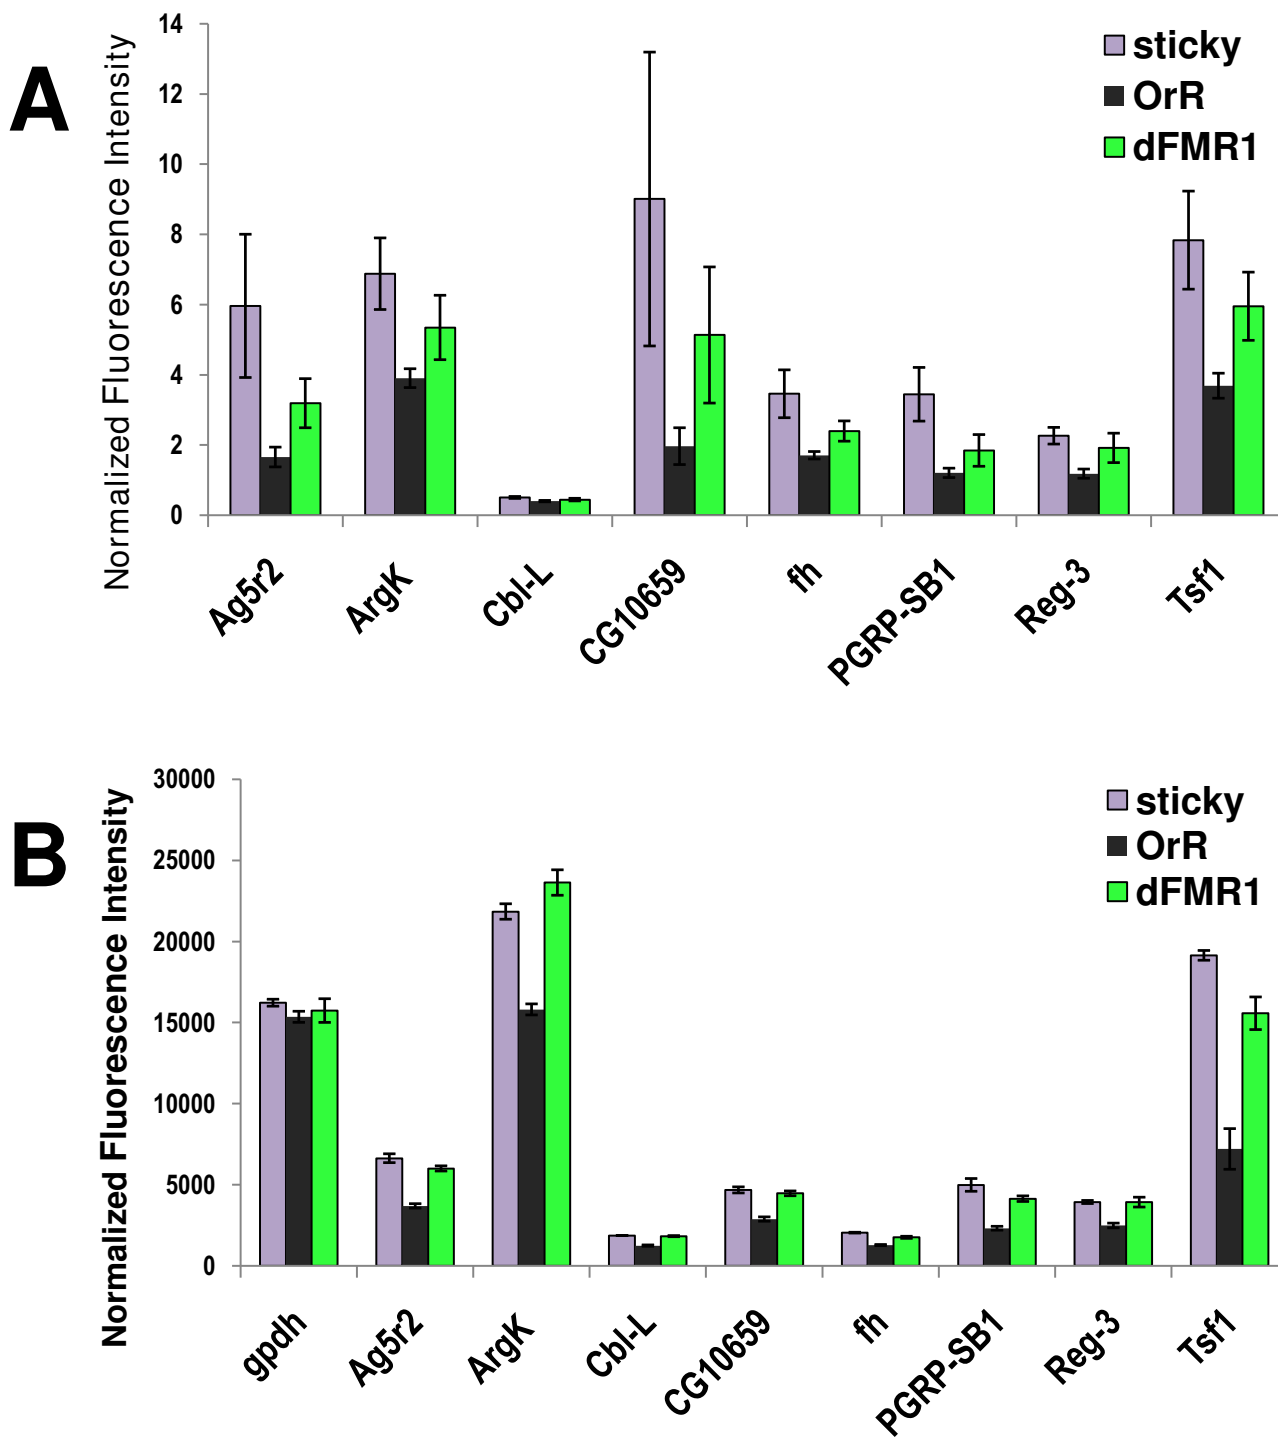 A
Normalized Fluorescence Intensity
14
12
10
8
6
4
2
0
sticky
OrR
dFMR1
Ag5r2
ArgK
Cbl-L
CG10659
fh
PGRP-SB1
Reg-3
Tsf1
B
Normalized Fluorescence Intensity
30000
25000
20000
15000
10000
5000
0
sticky
OrR
dFMR1
gpdh
Ag5r2
ArgK
Cbl-L
CG10659
fh
PGRP-SB1
Reg-3
Tsf1